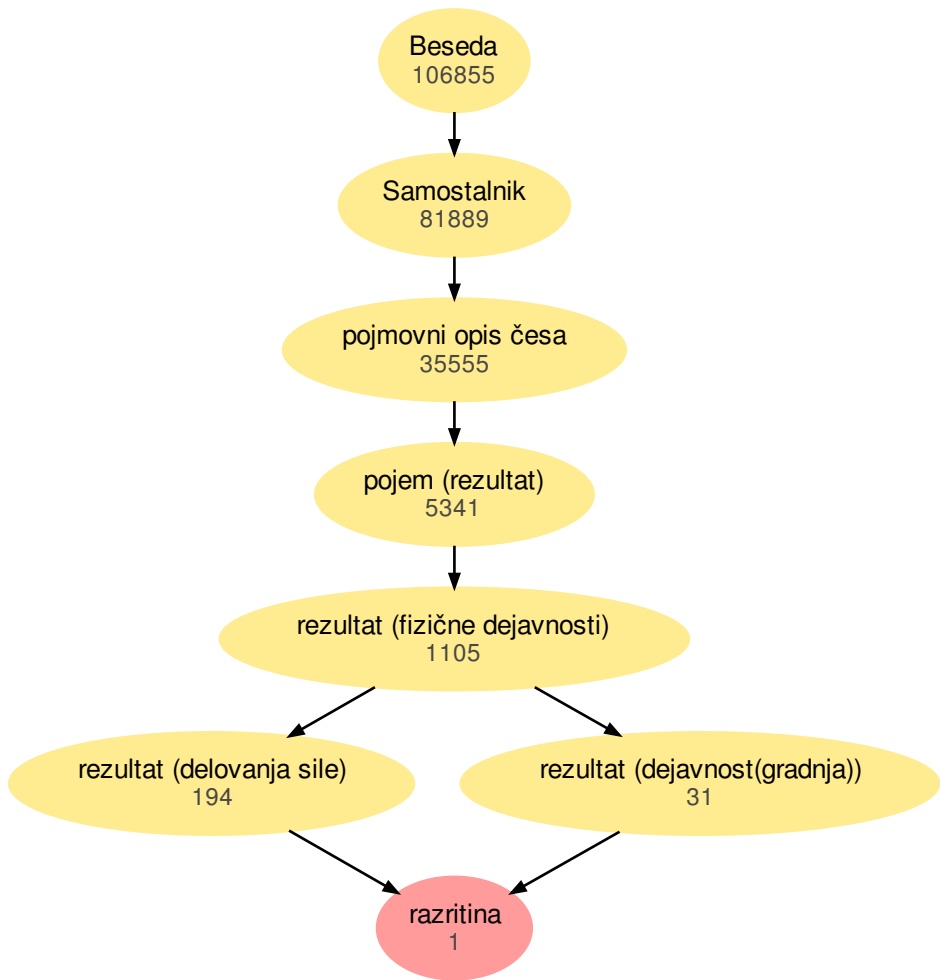 Beseda
106855
Samostalnik
81889
pojmovni opis česa
35555
pojem (rezultat)
5341
rezultat (fizične dejavnosti)
1105
rezultat (delovanja sile)
194
rezultat (dejavnost(gradnja))
31
razritina
1